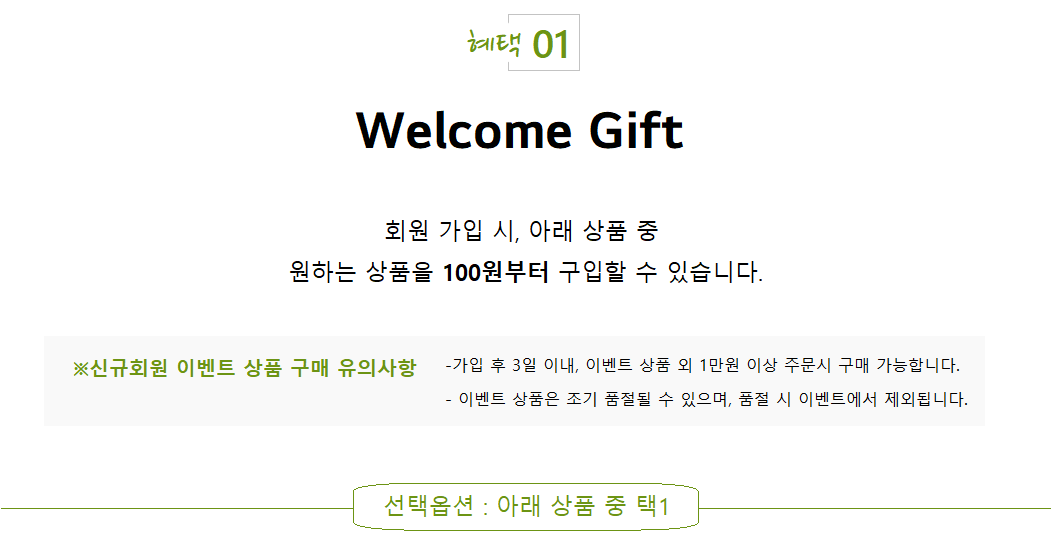 혜택 01
Welcome Gift
회원 가입 시, 아래 상품 중
원하는 상품을 100원부터 구입할 수 있습니다.
※신규회원 이벤트 상품 구매 유의사항
-가입 후 3일 이내, 이벤트 상품 외 1만원 이상 주문시 구매 가능합니다.
- 이벤트 상품은 조기 품절될 수 있으며, 품절 시 이벤트에서 제외됩니다.
선택옵션 : 아래 상품 중 택1